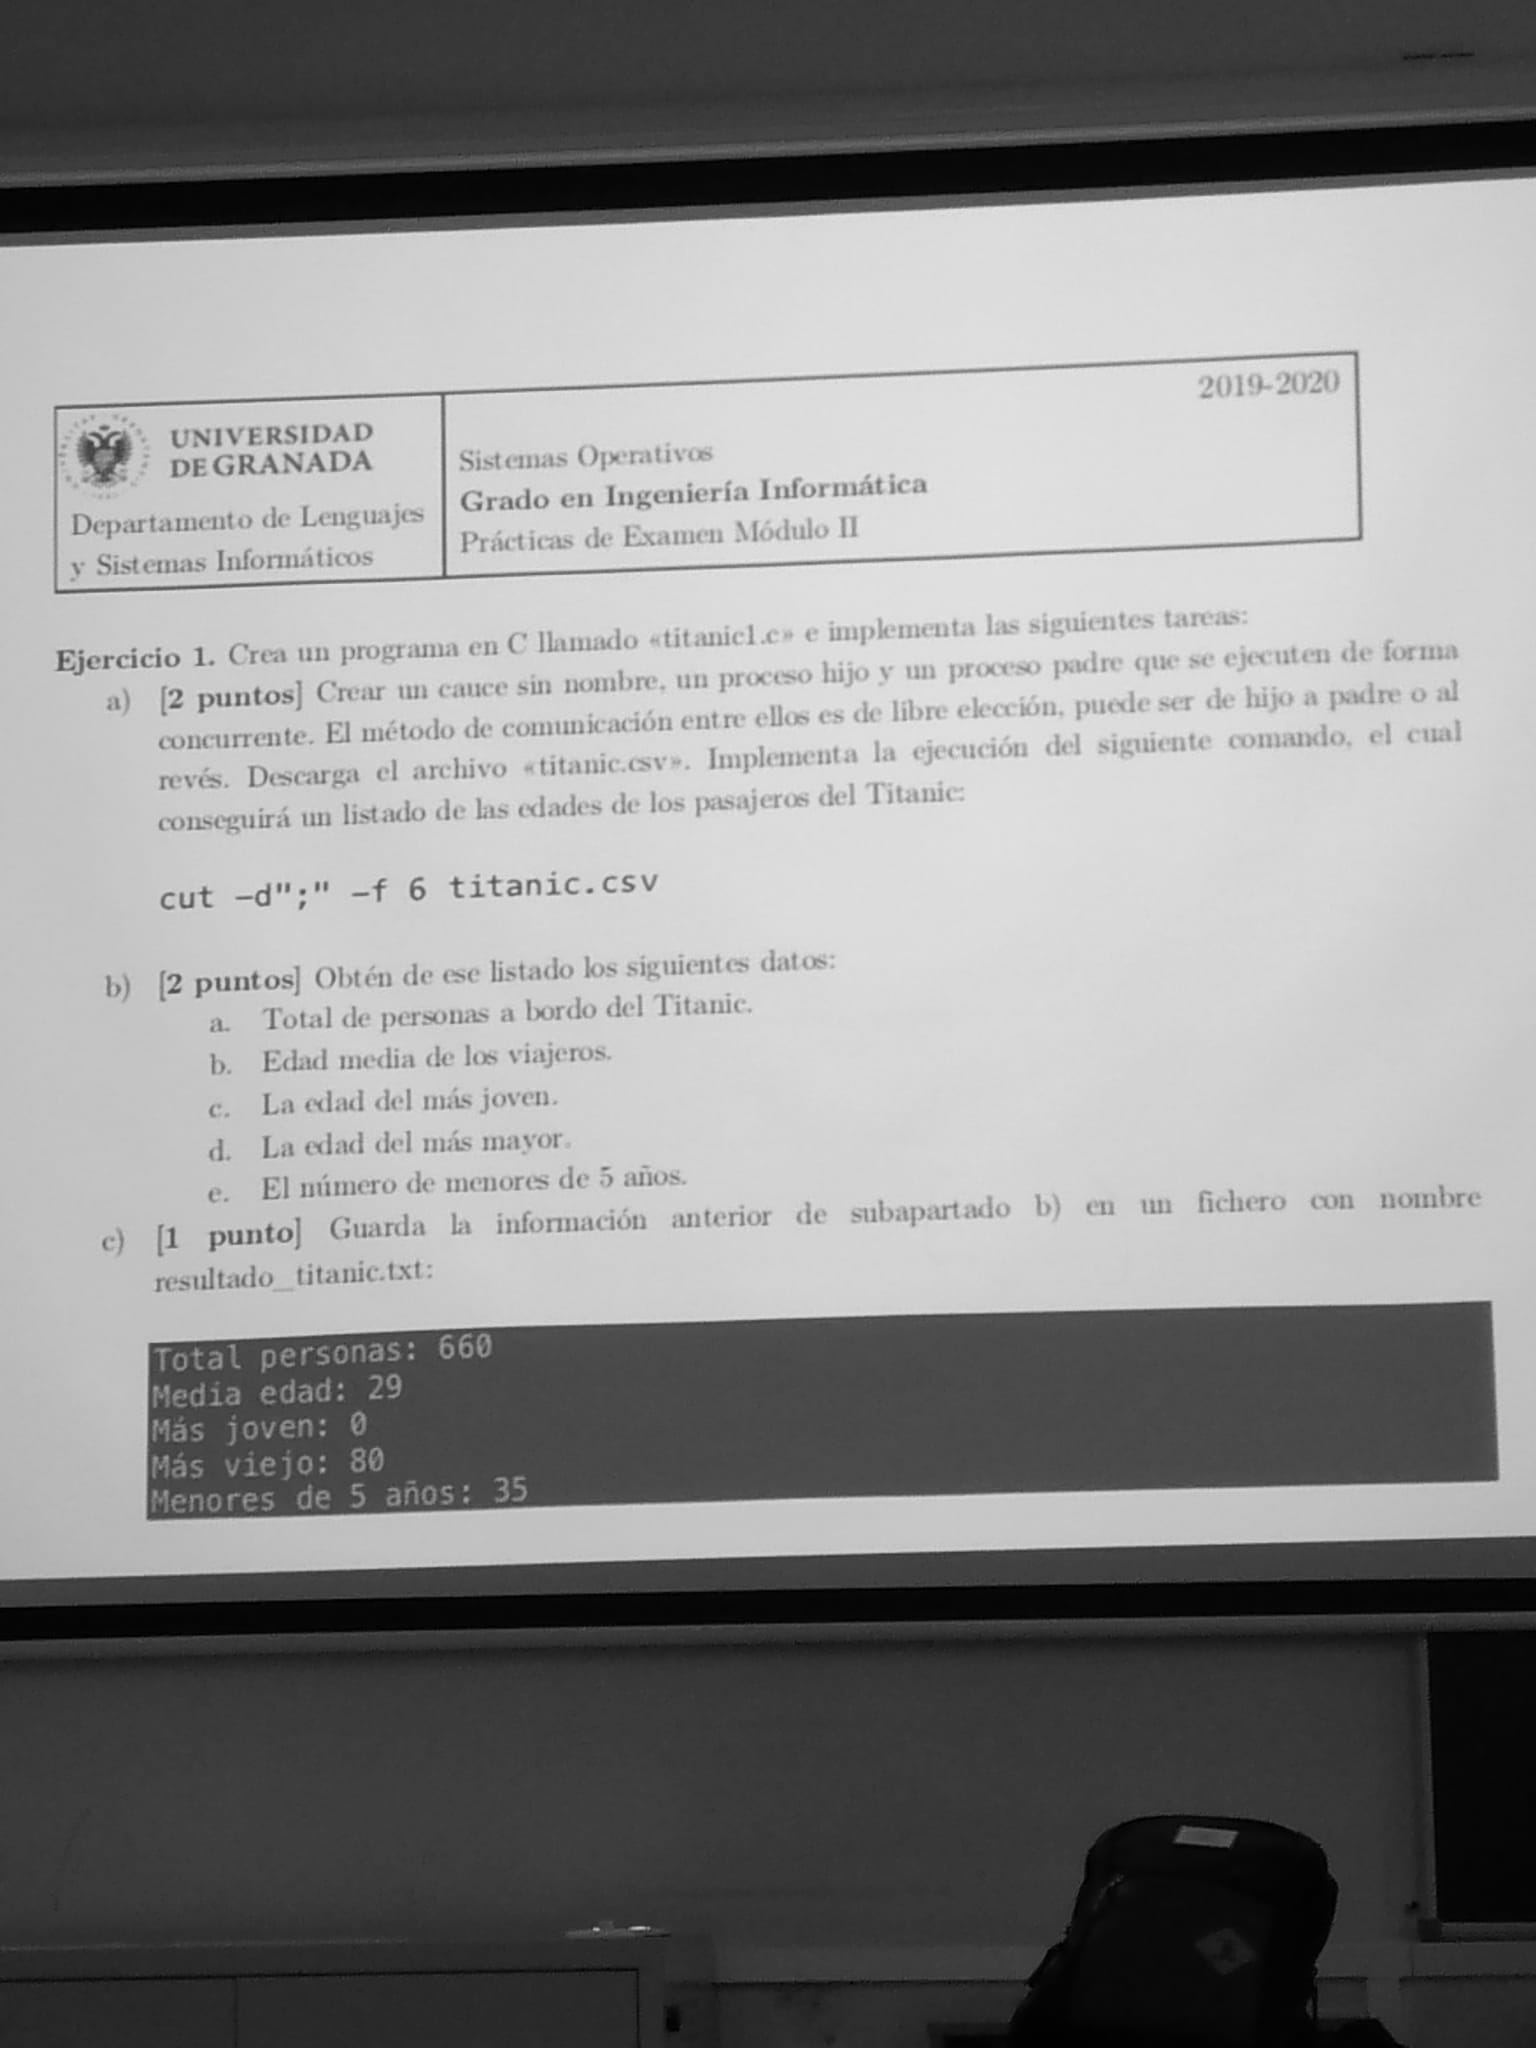 2019-2020
UNIVERSIDAD
DE GRANADA
Departamento de Lenguajes
y Sistemas Informáticos
Sistemas Operativos
Grado en Ingeniería Informática
Prácticas de Examen Módulo II
Ejercicio 1. Crea un programa en C llamado «titanic1.c» e implementa las siguientes tareas:
a) [2 puntos] Crear un cauce sin nombre, un proceso hijo y un proceso padre que se ejecuten de forma
concurrente. El método de comunicación entre ellos es de libre elección, puede ser de hijo a padre o al
revés. Descarga el archivo «titanic.csv». Implementa la ejecución del siguiente comando, el cual
conseguirá un listado de las edades de los pasajeros del Titanic:
cut -d";" -f 6 titanic.csv
b) [2 puntos] Obtén de ese listado los siguientes datos:
a. Total de personas a bordo del Titanic.
b. Edad media de los viajeros.
c. La edad del más joven.
d. La edad del más mayor.
e. El número de menores de 5 años.
c) [1 punto] Guarda la información anterior de subapartado b) en un fichero con nombre
resultado_titanic.txt:
Total personas: 660
Media edad: 29
Más joven: 0
Más viejo: 80
Menores de 5 años: 35